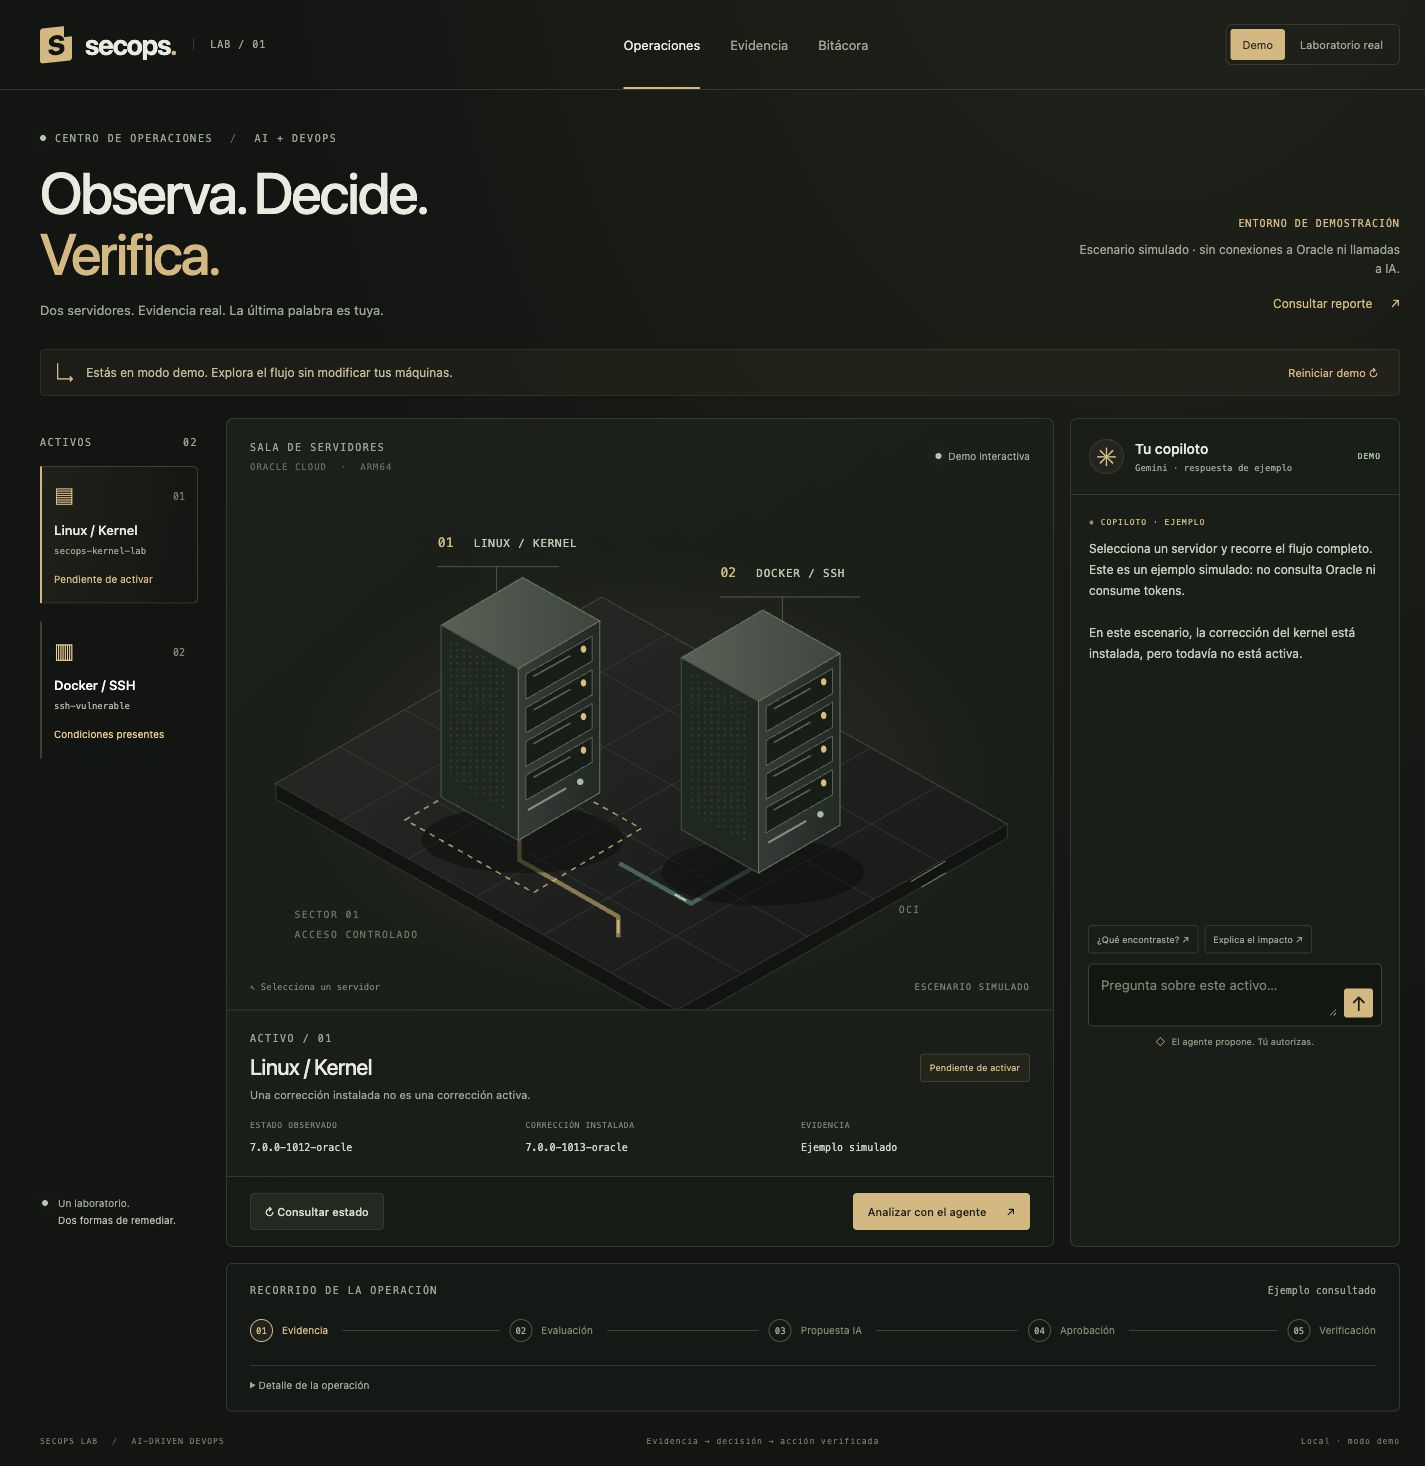 S secops.
LAB / 01
Operaciones
Evidencia
Bitácora
Demo
Laboratorio real
CENTRO DE OPERACIONES / AI + DEVOPS
Observa. Decide.
Verifica.
Dos servidores. Evidencia real. La última palabra es tuya.
ENTORNO DE DEMOSTRACIÓN
Escenario simulado · sin conexiones a Oracle ni llamadas
a IA.
Consultar reporte ↗
Estás en modo demo. Explora el flujo sin modificar tus máquinas.
Reiniciar demo ↻
ACTIVOS 02
01
Linux / Kernel
secops-kernel-lab
Pendiente de activar
02
Docker / SSH
ssh-vulnerable
Condiciones presentes
Un laboratorio.
Dos formas de remediar.
SALA DE SERVIDORES
ORACLE CLOUD · ARM64
Demo interactiva
01 LINUX / KERNEL
02 DOCKER / SSH
SECTOR 01
ACCESO CONTROLADO
OCI
↖ Selecciona un servidor
ESCENARIO SIMULADO
ACTIVO / 01
Linux / Kernel
Una corrección instalada no es una corrección activa.
Pendiente de activar
ESTADO OBSERVADO
7.0.0-1012-oracle
CORRECCIÓN INSTALADA
7.0.0-1013-oracle
EVIDENCIA
Ejemplo simulado
↻ Consultar estado
Analizar con el agente ↗
Tu copiloto
Gemini · respuesta de ejemplo
DEMO
✳ COPILOTO · EJEMPLO
Selecciona un servidor y recorre el flujo completo.
Este es un ejemplo simulado: no consulta Oracle ni
consume tokens.
En este escenario, la corrección del kernel está
instalada, pero todavía no está activa.
¿Qué encontraste? ↗
Explica el impacto ↗
Pregunta sobre este activo...
◇ El agente propone. Tú autorizas.
RECORRIDO DE LA OPERACIÓN
Ejemplo consultado
01 Evidencia
02 Evaluación
03 Propuesta IA
04 Aprobación
05 Verificación
▶ Detalle de la operación
SECOPS LAB / AI-DRIVEN DEVOPS
Evidencia → decisión → acción verificada
Local · modo demo